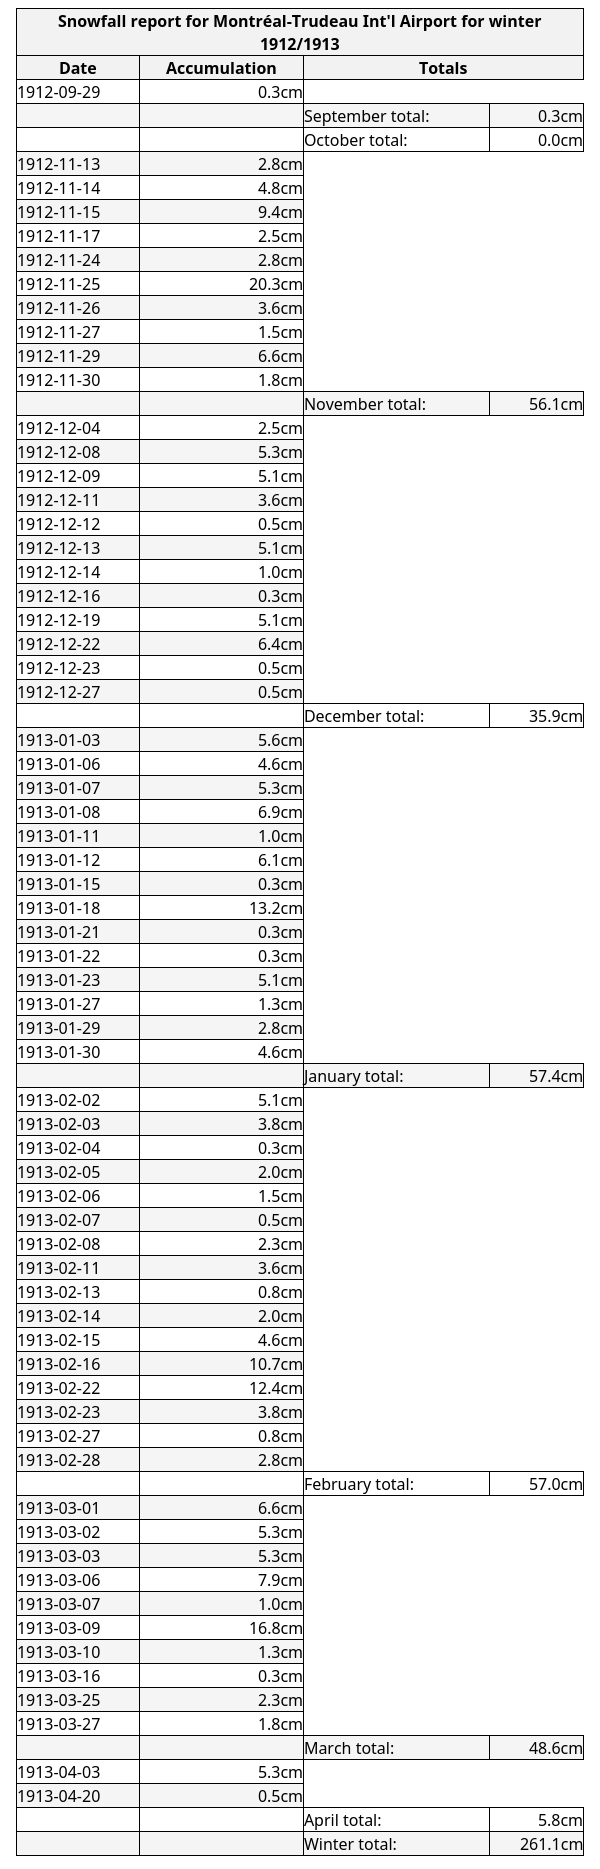 Snowfall report for Montréal-Trudeau Int'l Airport for winter
1912/1913
Date Accumulation Totals
1912-09-29 0.3cm
September total: 0.3cm
October total: 0.0cm
1912-11-13 2.8cm
1912-11-14 4.8cm
1912-11-15 9.4cm
1912-11-17 2.5cm
1912-11-24 2.8cm
1912-11-25 20.3cm
1912-11-26 3.6cm
1912-11-27 1.5cm
1912-11-29 6.6cm
1912-11-30 1.8cm
November total: 56.1cm
1912-12-04 2.5cm
1912-12-08 5.3cm
1912-12-09 5.1cm
1912-12-11 3.6cm
1912-12-12 0.5cm
1912-12-13 5.1cm
1912-12-14 1.0cm
1912-12-16 0.3cm
1912-12-19 5.1cm
1912-12-22 6.4cm
1912-12-23 0.5cm
1912-12-27 0.5cm
December total: 35.9cm
1913-01-03 5.6cm
1913-01-06 4.6cm
1913-01-07 5.3cm
1913-01-08 6.9cm
1913-01-11 1.0cm
1913-01-12 6.1cm
1913-01-15 0.3cm
1913-01-18 13.2cm
1913-01-21 0.3cm
1913-01-22 0.3cm
1913-01-23 5.1cm
1913-01-27 1.3cm
1913-01-29 2.8cm
1913-01-30 4.6cm
January total: 57.4cm
1913-02-02 5.1cm
1913-02-03 3.8cm
1913-02-04 0.3cm
1913-02-05 2.0cm
1913-02-06 1.5cm
1913-02-07 0.5cm
1913-02-08 2.3cm
1913-02-11 3.6cm
1913-02-13 0.8cm
1913-02-14 2.0cm
1913-02-15 4.6cm
1913-02-16 10.7cm
1913-02-22 12.4cm
1913-02-23 3.8cm
1913-02-27 0.8cm
1913-02-28 2.8cm
February total: 57.0cm
1913-03-01 6.6cm
1913-03-02 5.3cm
1913-03-03 5.3cm
1913-03-06 7.9cm
1913-03-07 1.0cm
1913-03-09 16.8cm
1913-03-10 1.3cm
1913-03-16 0.3cm
1913-03-25 2.3cm
1913-03-27 1.8cm
March total: 48.6cm
1913-04-03 5.3cm
1913-04-20 0.5cm
April total: 5.8cm
Winter total: 261.1cm